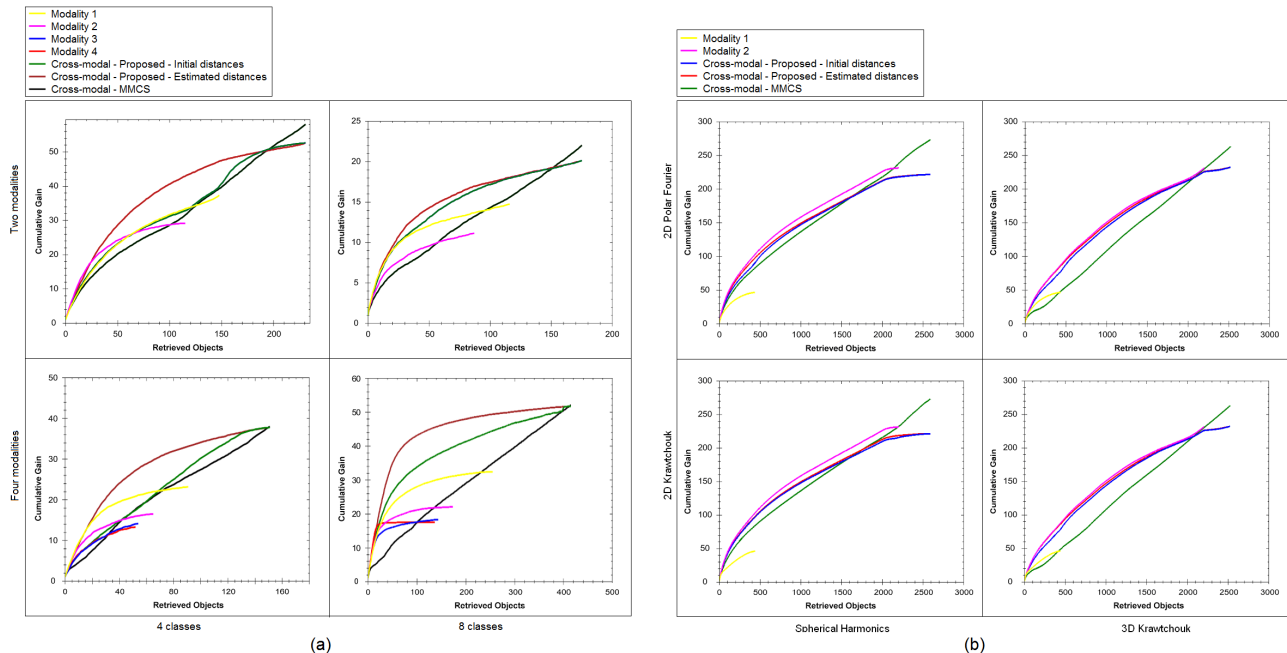 Modality 1
Modality 2
Modality 3
Modality 4
Cross-modal - Proposed - Initial distances
Cross-modal - Proposed - Estimated distances
Cross-modal - MMCS
Two modalities
Cumulative Gain
50
40
30
20
10
0
0 50 100 150 200
Retrieved Objects
Cumulative Gain
25
20
15
10
5
0
0 50 100 150 200
Retrieved Objects
Four modalities
Cumulative Gain
50
40
30
20
10
0
0 40 80 120 160
Retrieved Objects
Cumulative Gain
60
50
40
30
20
10
0
0 100 200 300 400 500
Retrieved Objects
4 classes
8 classes
(a)
Modality 1
Modality 2
Cross-modal - Proposed - Initial distances
Cross-modal - Proposed - Estimated distances
Cross-modal - MMCS
2D Polar Fourier
Cumulative Gain
300
250
200
150
100
50
0
0 500 1000 1500 2000 2500 3000
Retrieved Objects
Cumulative Gain
300
250
200
150
100
50
0
0 500 1000 1500 2000 2500 3000
Retrieved Objects
2D Krawtchouk
Cumulative Gain
300
250
200
150
100
50
0
0 500 1000 1500 2000 2500 3000
Retrieved Objects
Cumulative Gain
300
250
200
150
100
50
0
0 500 1000 1500 2000 2500 3000
Retrieved Objects
Spherical Harmonics
3D Krawtchouk
(b)